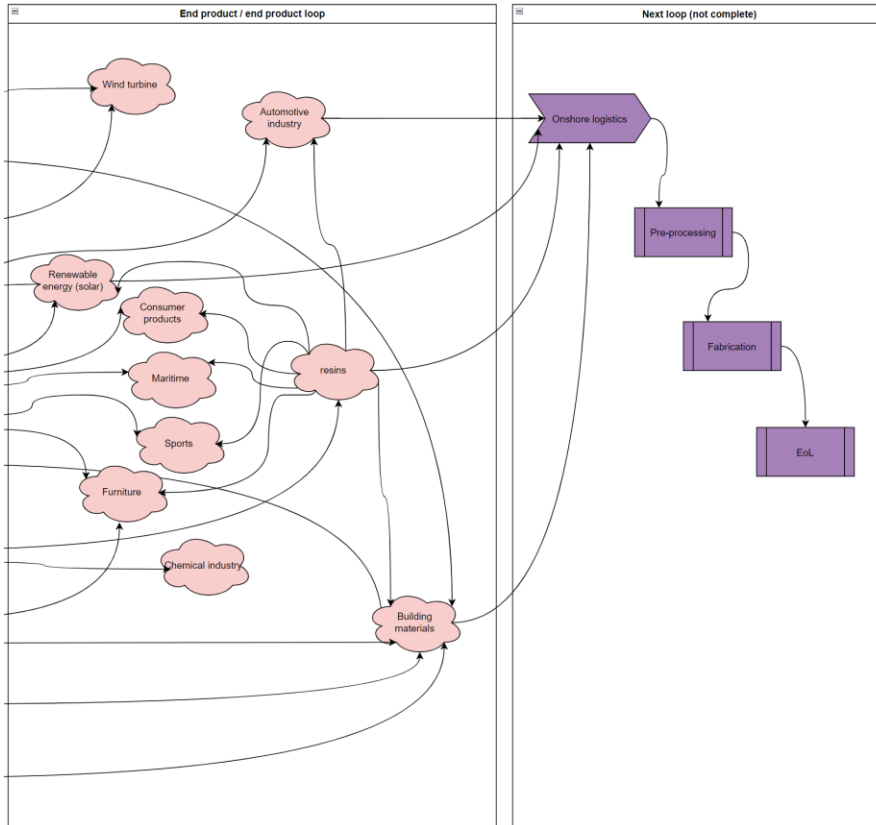 End product / end product loop
Next loop (not complete)
Wind turbine
Automotive
industry
Onshore logistics
Pre-processing
Renewable
energy (solar)
Consumer
products
Fabrication
Maritime
resins
Sports
EoL
Furniture
Chemical industry
Building
materials